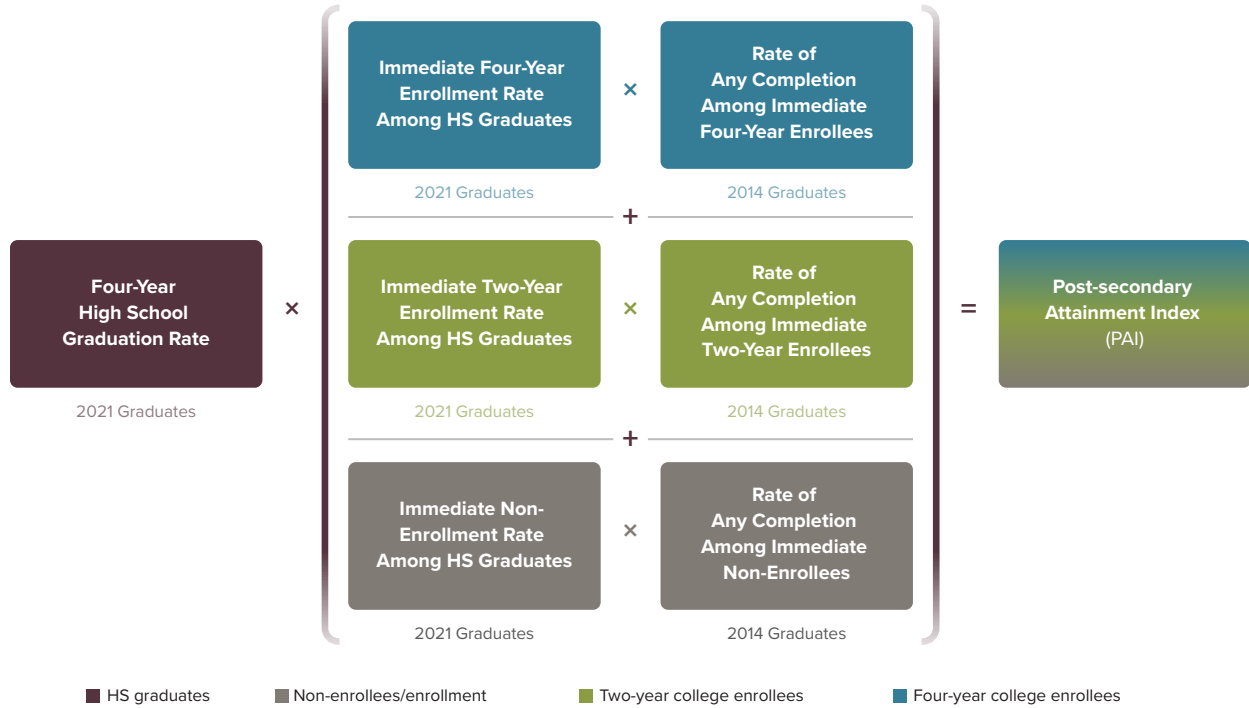 Immediate Four-Year
Enrollment Rate
Among HS Graduates
×
Rate of
Any Completion
Among Immediate
Four-Year Enrollees
2021 Graduates
2014 Graduates
+
Four-Year
High School
Graduation Rate
2021 Graduates
×
Immediate Two-Year
Enrollment Rate
Among HS Graduates
×
Rate of
Any Completion
Among Immediate
Two-Year Enrollees
2021 Graduates
2014 Graduates
=
Post-secondary
Attainment Index
(PAI)
+
Immediate Non-
Enrollment Rate
Among HS Graduates
×
Rate of
Any Completion
Among Immediate
Non-Enrollees
2021 Graduates
2014 Graduates
HS graduates
Non-enrollees/enrollment
Two-year college enrollees
Four-year college enrollees